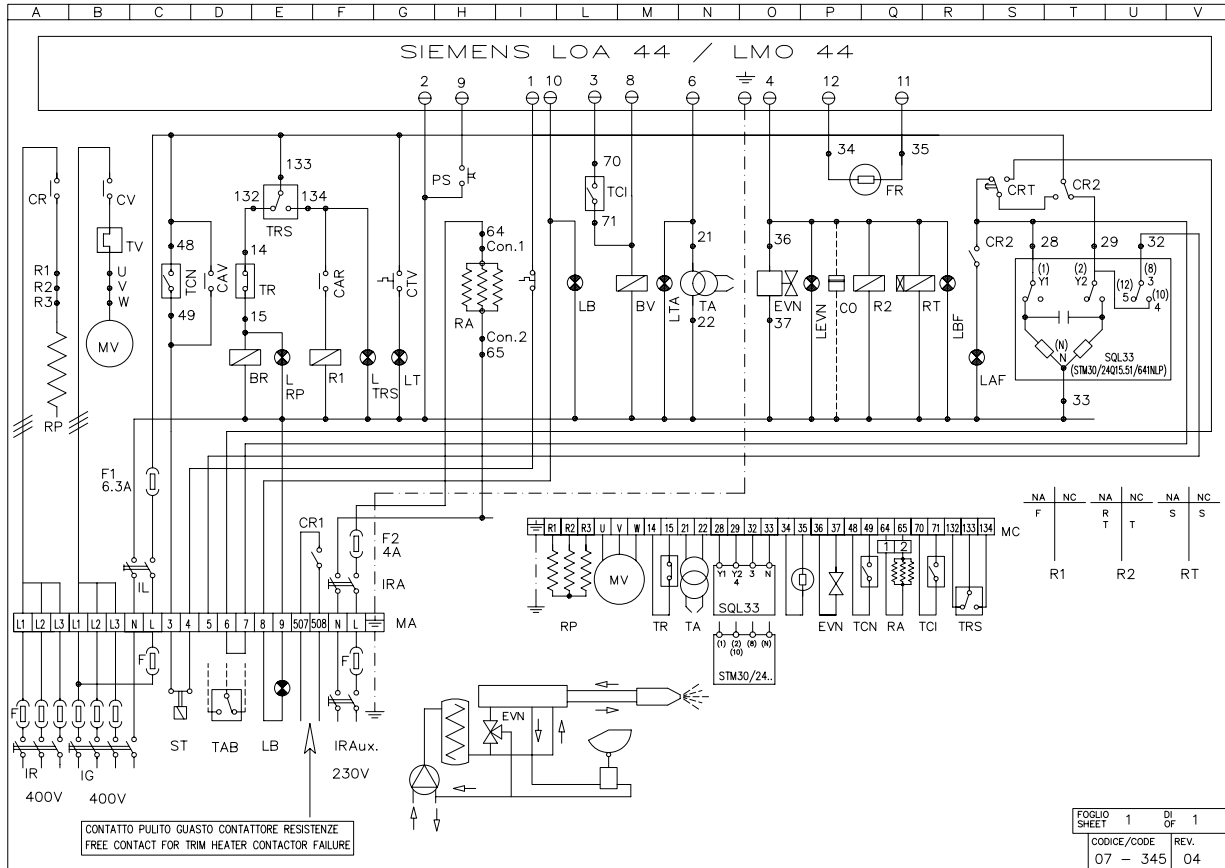 A B C D E F G H I L M N O P Q R S T U V
SIEMENS LOA 44 / LMO 44
2 9 1 10 3 8 6 4 12 11
133
34 35
70
PS
FR
CR CV
132 134
TCI
CRT CR2
TRS
71
TV
48 14
64
Con.1
21 36
CR2 28 29 32
R1 U
R2 V
R3 W
TCN CAV TR CAR CTV
(1) (2) (8)
Y1 Y2 3
(12) (10)
5 4
49 15
RA
LB BV LTA TA EVN LEVN CO R2 RT LBF
22 37
MV
Con.2
65
BR L R1 L LT
RP TRS
(N)
N
SQL33
(STM30/24Q15.51/641NLP)
LAF
33
RP
F1
6.3A
CR1
F2
4A
NA NC NA NC NA NC
F R S S
T T
R1 R2 RT
R1 R2 R3 U V W 14 15 21 22 28 29 32 33 34 35 36 37 48 49 64 65 70 71 132 133 134 MC
1 2
IL
IRA
MV
Y1 Y2 3 N
4
SQL33
RP TR TA EVN TCN RA TCI TRS
(1) (2) (8) (N)
(10)
STM30/24..
L1 L2 L3 L1 L2 L3 N L 3 4 5 6 7 8 9 507 508 N L MA
F F
F
EVN
ST TAB LB IRAux.
230V
IR IG
400V 400V
CONTATTO PULITO GUASTO CONTATTORE RESISTENZE
FREE CONTACT FOR TRIM HEATER CONTACTOR FAILURE
FOGLIO 1 DI 1
SHEET OF
CODICE/CODE REV.
07 - 345 04